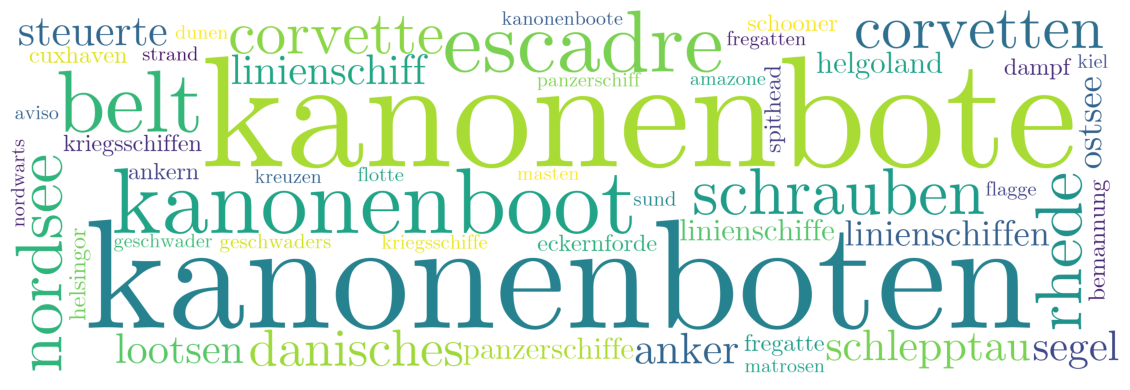 steuerte
dunen
corvette
escadre
kanonenboote
fregatten
schooner
corvetten
cuxhaven
strand
linienschiff
panzerschiff
amazone
helgoland
dampf
kiel
aviso
belt
kanonenbote
spithead
ostsee
kriegsschiffen
nordwarts
ankern
kreuzen
flotte
masten
kanonenboot
sund
schrauben
flagge
nordsee
helsingor
geschwader
geschwaders
kriegsschiffe
eckernforde
linienschiffe
linienschiffen
rhede
bemannung
kanonenboten
lootsen
danisches
panzerschiffe
anker
fregatte
matrosen
schlepptau
segel